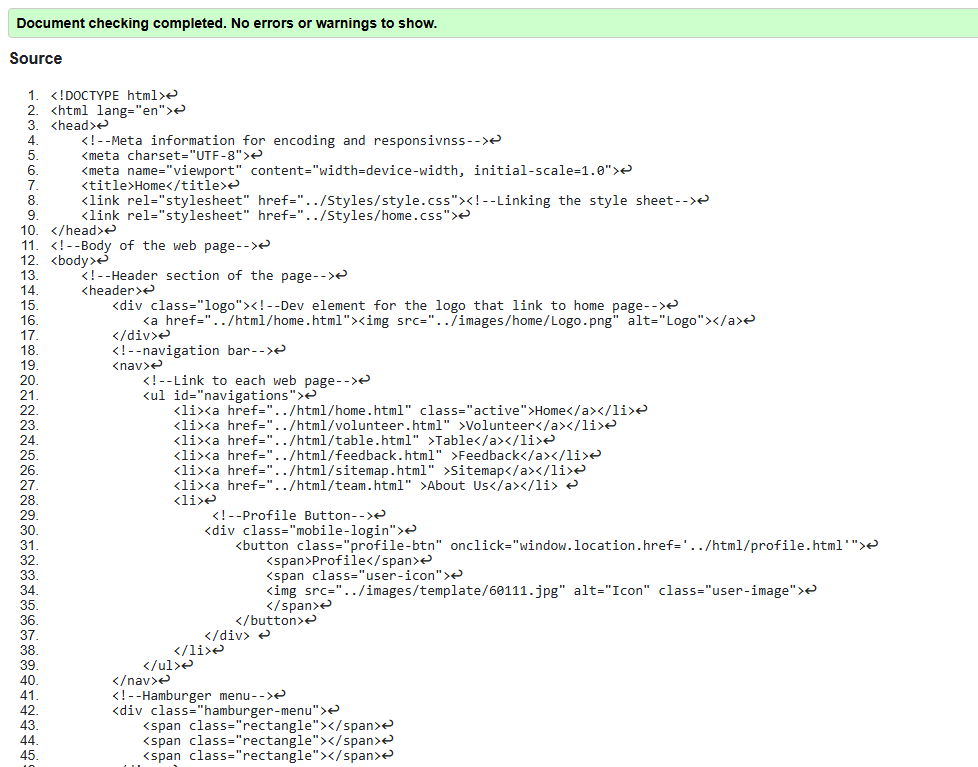 Document checking completed. No errors or warnings to show.
Source
1. <!DOCTYPE html>↩
2. <html lang="en">↩
3. <head>↩
4.     <!--Meta information for encoding and responsivnss-->↩
5.     <meta charset="UTF-8">↩
6.     <meta name="viewport" content="width=device-width, initial-scale=1.0">↩
7.     <title>Home</title>↩
8.     <link rel="stylesheet" href="../Styles/style.css"><!--Linking the style sheet-->↩
9.     <link rel="stylesheet" href="../Styles/home.css">↩
10. </head>↩
11. <!--Body of the web page-->↩
12. <body>↩
13.     <!--Header section of the page-->↩
14.     <header>↩
15.         <div class="logo"><!--Dev element for the logo that link to home page-->↩
16.             <a href="../html/home.html"><img src="../images/home/Logo.png" alt="Logo"></a>↩
17.         </div>↩
18.         <!--navigation bar-->↩
19.         <nav>↩
20.             <!--Link to each web page-->↩
21.             <ul id="navigations">↩
22.                 <li><a href="../html/home.html" class="active">Home</a></li>↩
23.                 <li><a href="../html/volunteer.html" >Volunteer</a></li>↩
24.                 <li><a href="../html/table.html" >Table</a></li>↩
25.                 <li><a href="../html/feedback.html" >Feedback</a></li>↩
26.                 <li><a href="../html/sitemap.html" >Sitemap</a></li>↩
27.                 <li><a href="../html/team.html" >About Us</a></li> ↩
28.                 <li>↩
29.                      <!--Profile Button-->↩
30.                     <div class="mobile-login">↩
31.                         <button class="profile-btn" onclick="window.location.href='../html/profile.html'">↩
32.                             <span>Profile</span>↩
33.                             <span class="user-icon">↩
34.                             <img src="../images/template/60111.jpg" alt="Icon" class="user-image">↩
35.                             </span>↩
36.                         </button>↩
37.                     </div> ↩
38.                 </li>↩
39.             </ul>↩
40.         </nav>↩
41.         <!--Hamburger menu-->↩
42.         <div class="hamburger-menu">↩
43.             <span class="rectangle"></span>↩
44.             <span class="rectangle"></span>↩
45.             <span class="rectangle"></span>↩